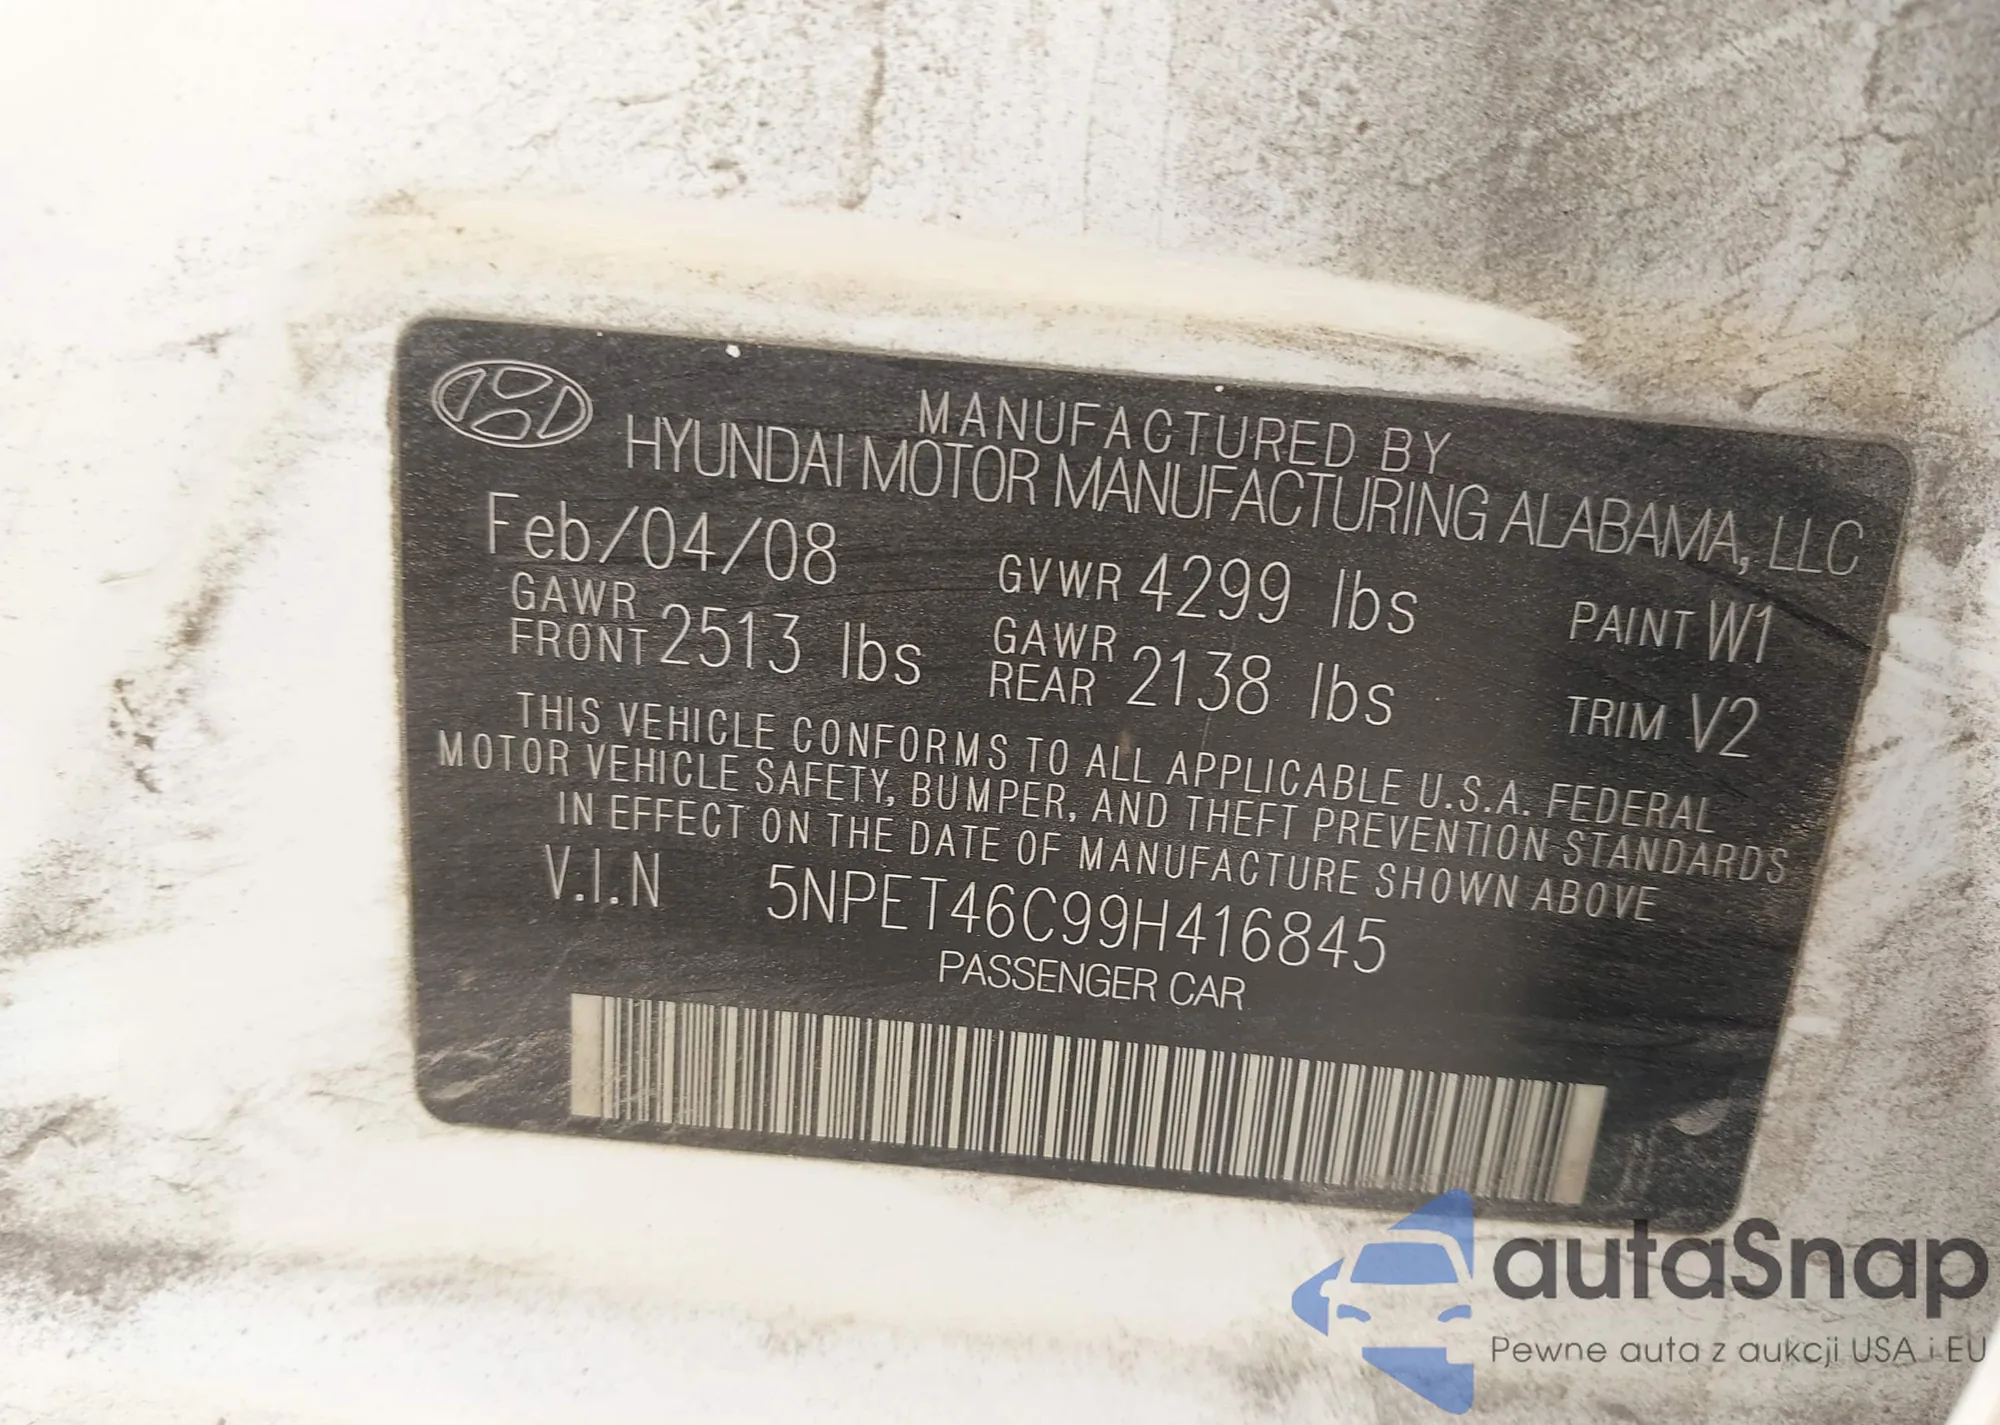 MANUFACTURED BY
HYUNDAI MOTOR MANUFACTURING ALABAMA, LLC
Feb/04/08 GVWR 4299 lbs PAINT W1
GAWR FRONT 2513 lbs GAWR REAR 2138 lbs TRIM V2
THIS VEHICLE CONFORMS TO ALL APPLICABLE U.S.A. FEDERAL
MOTOR VEHICLE SAFETY, BUMPER, AND THEFT PREVENTION STANDARDS
IN EFFECT ON THE DATE OF MANUFACTURE SHOWN ABOVE
V.I.N 5NPET46C99H416845
PASSENGER CAR
autaSnap
Pewne auta z aukcji USA i EU